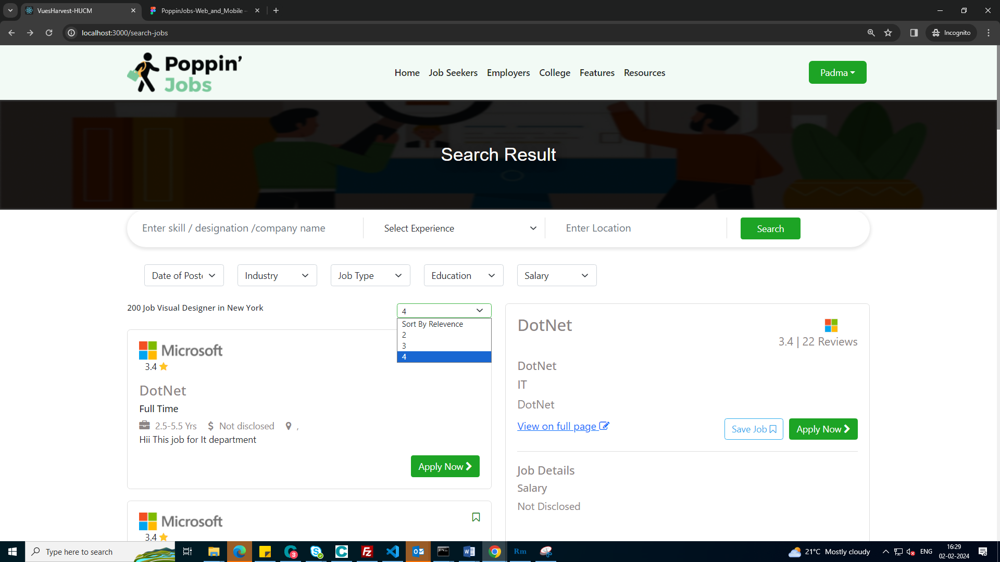 VuesHarvest-HUCM
PoppinJobs-Web_and_Mobile –
localhost:3000/search-jobs
Incognito
Poppin’
Jobs
Home Job Seekers Employers College Features Resources
Padma
Search Result
Enter skill / designation /company name
Select Experience
Enter Location
Search
Date of Poste
Industry
Job Type
Education
Salary
200 Job Visual Designer in New York
4
Sort By Relevence
2
3
4
Microsoft
3.4
DotNet
Full Time
2.5-5.5 Yrs $ Not disclosed ,
Hii This job for It department
Apply Now
Microsoft
3.4
DotNet
3.4 | 22 Reviews
DotNet
IT
DotNet
View on full page
Save Job
Apply Now
Job Details
Salary
Not Disclosed
Type here to search
3
Rm
21°C Mostly cloudy
ENG
16:29
02-02-2024